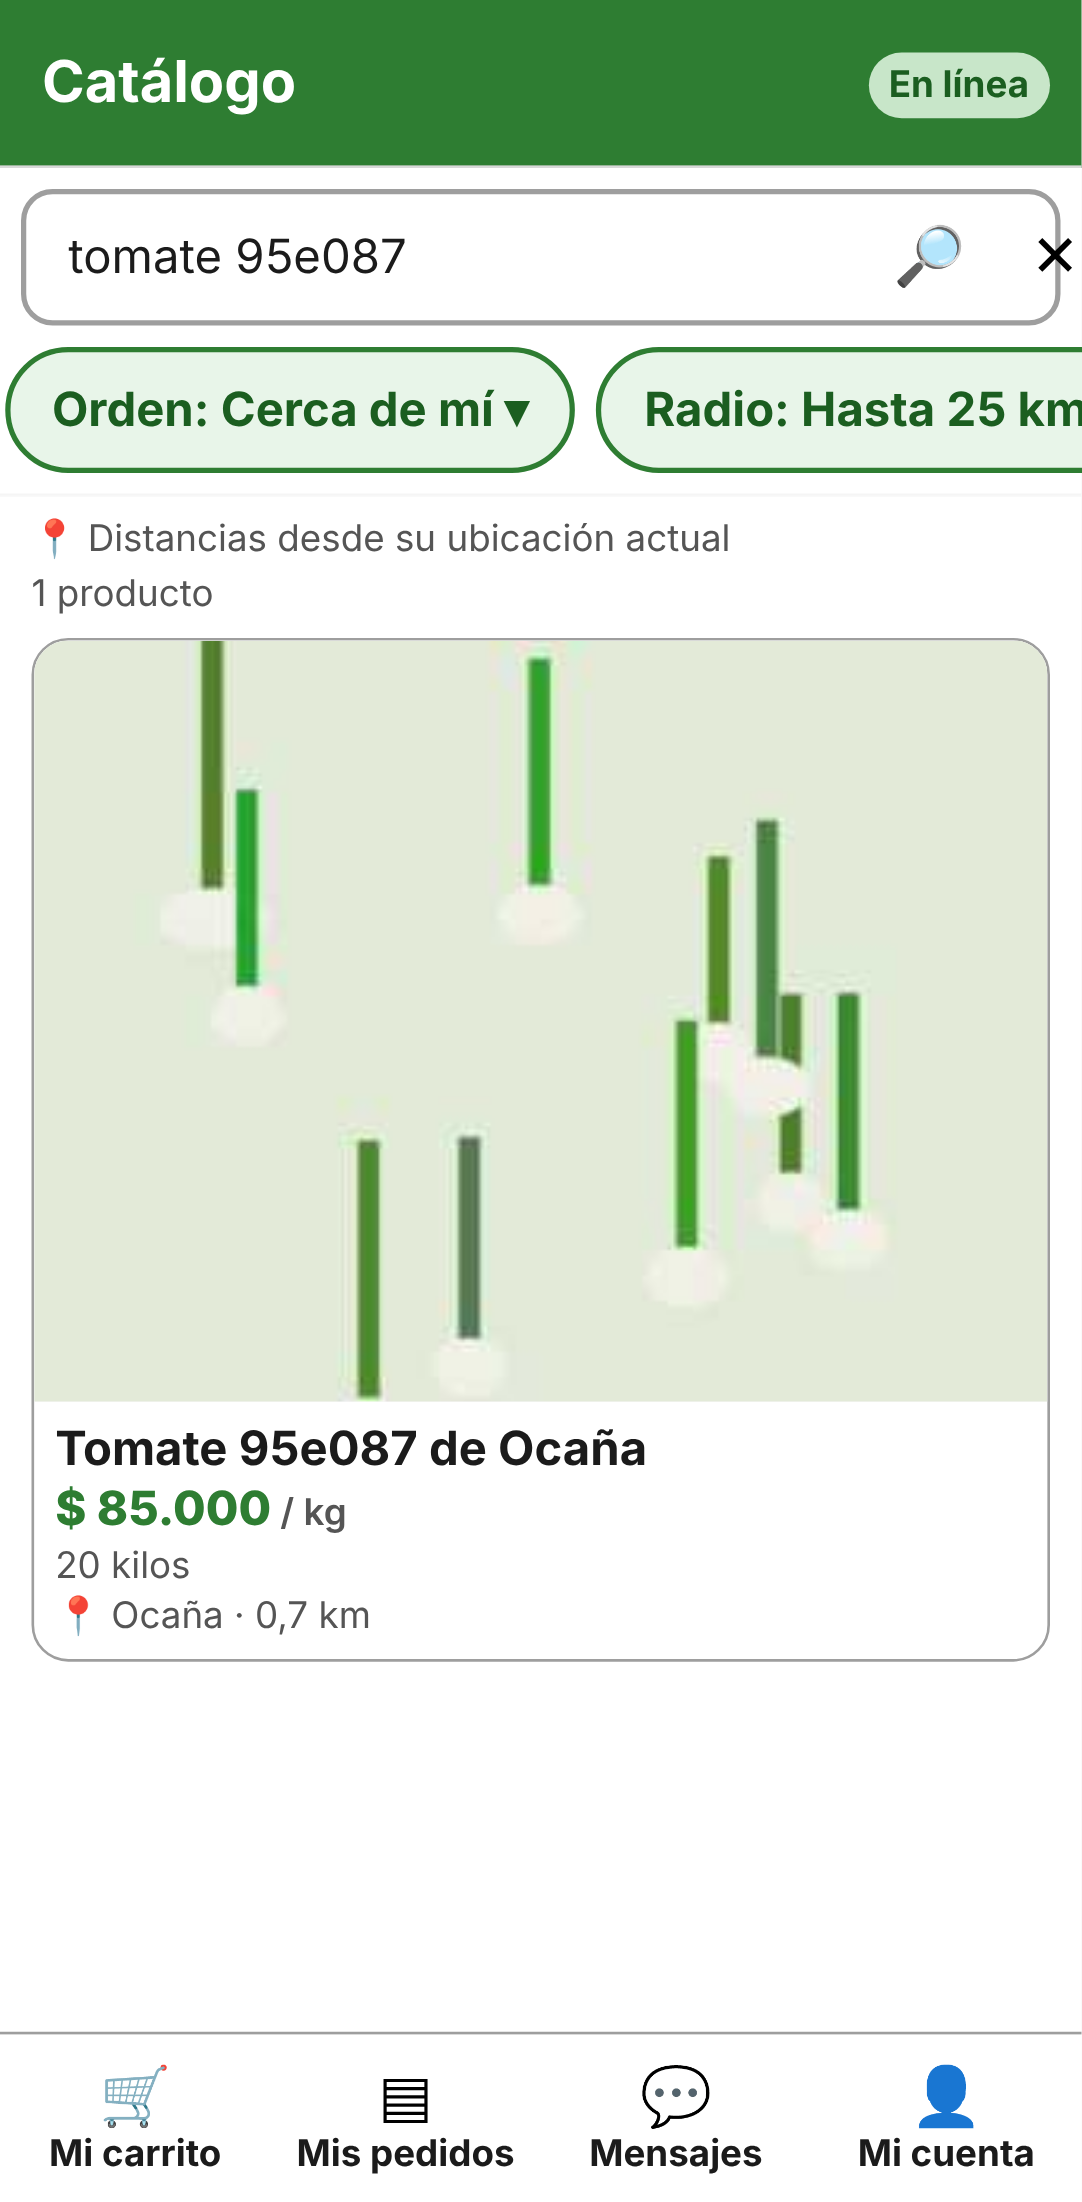 Catálogo
En línea
tomate 95e087
Orden: Cerca de mí ▾
Radio: Hasta 25 km
Distancias desde su ubicación actual
1 producto
Tomate 95e087 de Ocaña
$ 85.000 / kg
20 kilos
Ocaña · 0,7 km
Mi carrito
Mis pedidos
Mensajes
Mi cuenta